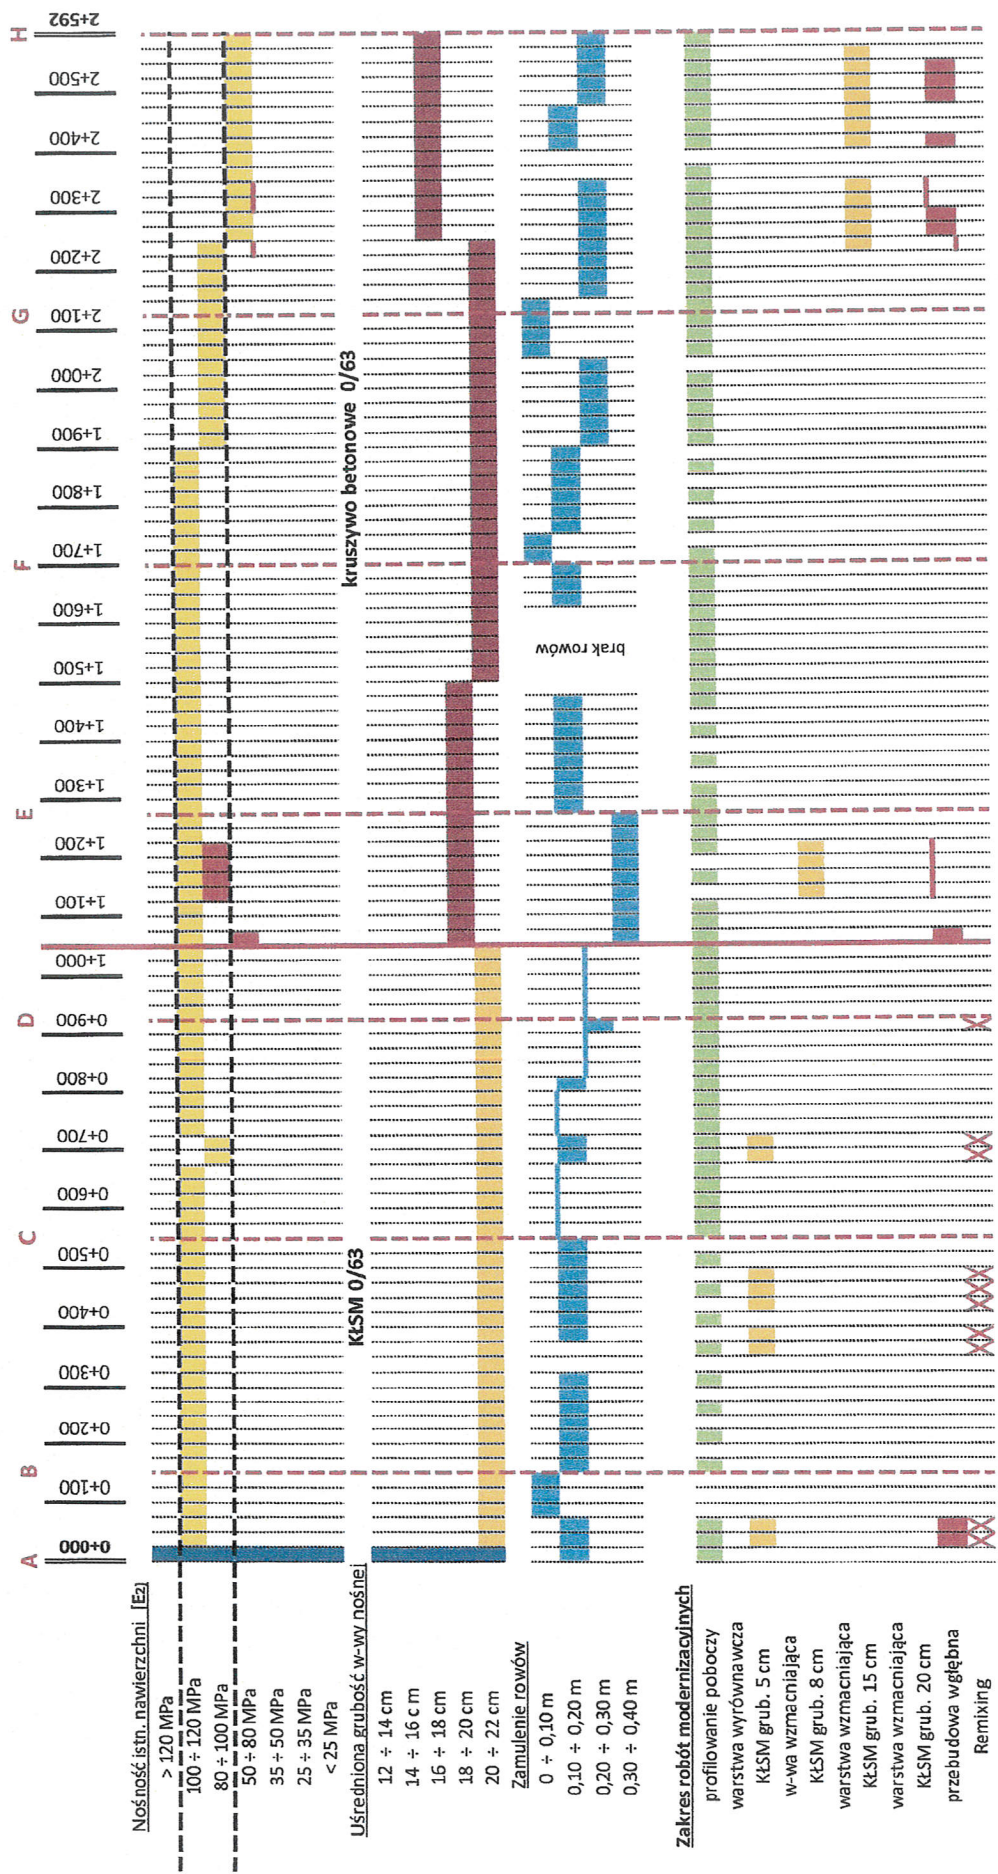 A B C D E F G H
0+000 0+100 0+200 0+300 0+400 0+500 0+600 0+700 0+800 0+900 1+000 1+100 1+200 1+300 1+400 1+500 1+600 1+700 1+800 1+900 2+000 2+100 2+200 2+300 2+400 2+500 2+592
Nośność istn. nawierzchni [E2]
> 120 MPa
100 ÷ 120 MPa
80 ÷ 100 MPa
50 ÷ 80 MPa
35 ÷ 50 MPa
25 ÷ 35 MPa
< 25 MPa
KŁSM 0/63
kruszywo betonowe 0/63
Uśredniona grubość w-wy nośnej
12 ÷ 14 cm
14 ÷ 16 cm
16 ÷ 18 cm
18 ÷ 20 cm
20 ÷ 22 cm
Zamulenie rowów
0 ÷ 0,10 m
0,10 ÷ 0,20 m
0,20 ÷ 0,30 m
0,30 ÷ 0,40 m
brak rowów
Zakres robót modernizacyjnych
profilowanie poboczy
warstwa wyrównawcza
KŁSM grub. 5 cm
w-wa wzmacniająca
KŁSM grub. 8 cm
warstwa wzmacniająca
KŁSM grub. 15 cm
warstwa wzmacniająca
KŁSM grub. 20 cm
przebudowa wgłębna
Remixing